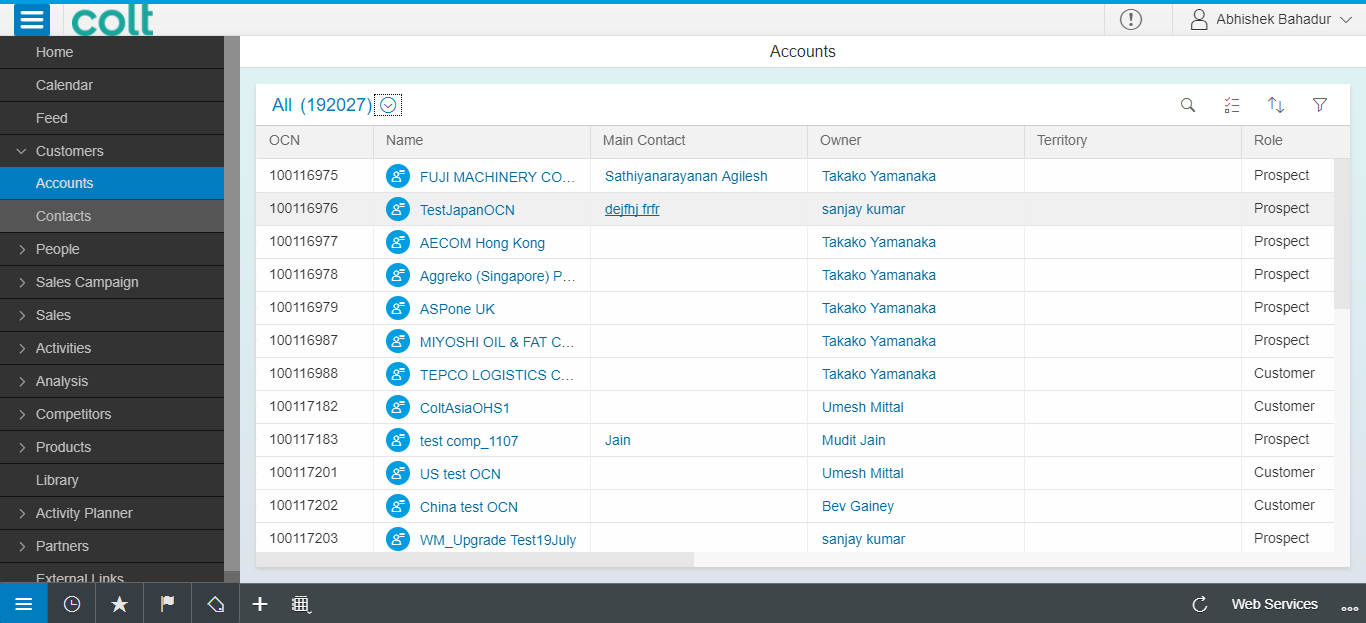 colt
Abhishek Bahadur
Home
Calendar
Feed
Customers
Accounts
Contacts
People
Sales Campaign
Sales
Activities
Analysis
Competitors
Products
Library
Activity Planner
Partners
External Links
Accounts
All (192027)
OCN Name Main Contact Owner Territory Role
100116975 FUJI MACHINERY CO... Sathiyanarayanan Agilesh Takako Yamanaka Prospect
100116976 TestJapanOCN dejfhj frfr sanjay kumar Prospect
100116977 AECOM Hong Kong Takako Yamanaka Prospect
100116978 Aggreko (Singapore) P... Takako Yamanaka Prospect
100116979 ASPone UK Takako Yamanaka Prospect
100116987 MIYOSHI OIL & FAT C... Takako Yamanaka Prospect
100116988 TEPCO LOGISTICS C... Takako Yamanaka Customer
100117182 ColtAsiaOHS1 Umesh Mittal Customer
100117183 test comp_1107 Jain Mudit Jain Prospect
100117201 US test OCN Umesh Mittal Customer
100117202 China test OCN Bev Gainey Customer
100117203 WM_Upgrade Test19July sanjay kumar Prospect
Web Services